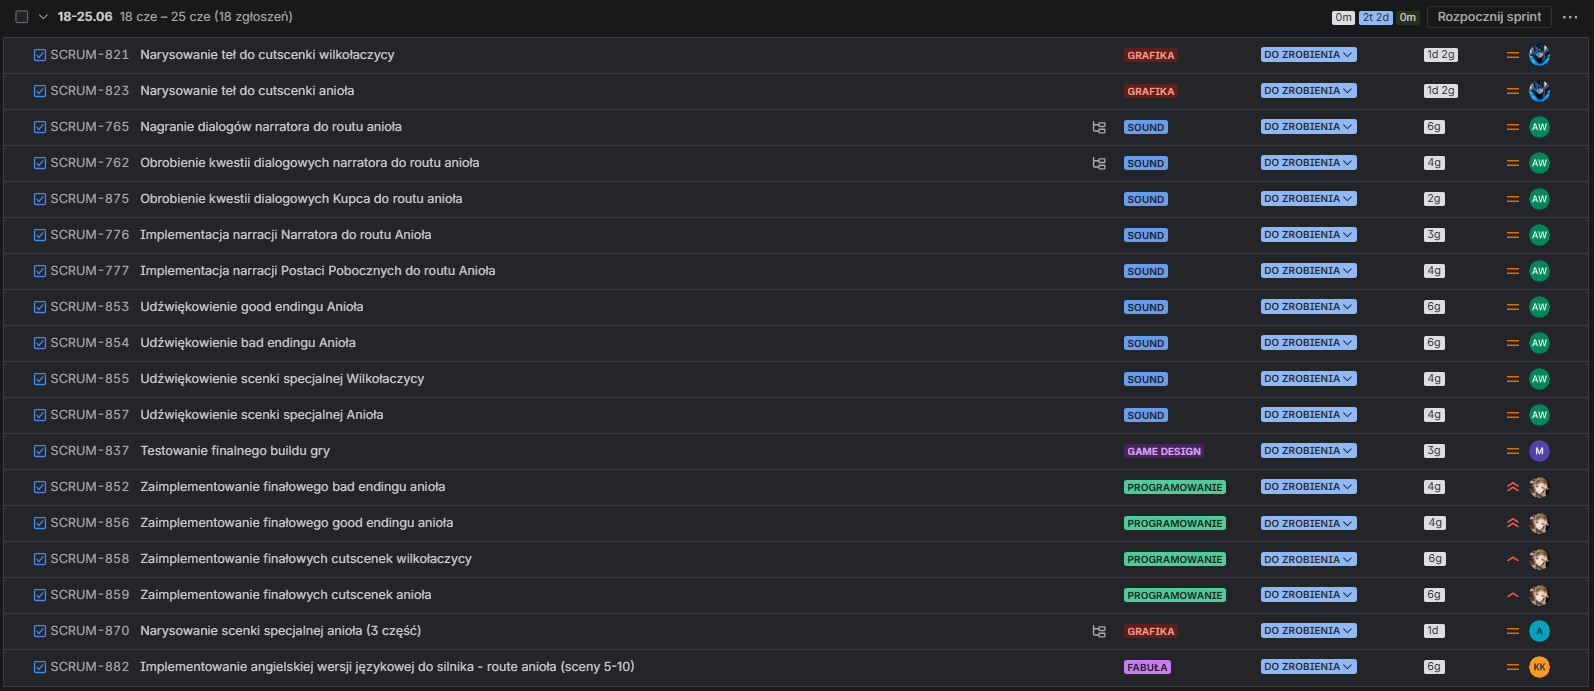 18-25.06 18 cze – 25 cze (18 zgłoszeń) 0m 2t 2d 0m Rozpocznij sprint
SCRUM-821 Narysowanie teł do cutscenki wilkołaczycy GRAFIKA DO ZROBIENIA 1d 2g
SCRUM-823 Narysowanie teł do cutscenki anioła GRAFIKA DO ZROBIENIA 1d 2g
SCRUM-765 Nagranie dialogów narratora do routu anioła SOUND DO ZROBIENIA 6g AW
SCRUM-762 Obrobienie kwestii dialogowych narratora do routu anioła SOUND DO ZROBIENIA 4g AW
SCRUM-875 Obrobienie kwestii dialogowych Kupca do routu anioła SOUND DO ZROBIENIA 2g AW
SCRUM-776 Implementacja narracji Narratora do routu Anioła SOUND DO ZROBIENIA 3g AW
SCRUM-777 Implementacja narracji Postaci Pobocznych do routu Anioła SOUND DO ZROBIENIA 4g AW
SCRUM-853 Udźwiękowienie good endingu Anioła SOUND DO ZROBIENIA 6g AW
SCRUM-854 Udźwiękowienie bad endingu Anioła SOUND DO ZROBIENIA 6g AW
SCRUM-855 Udźwiękowienie scenki specjalnej Wilkołaczycy SOUND DO ZROBIENIA 4g AW
SCRUM-857 Udźwiękowienie scenki specjalnej Anioła SOUND DO ZROBIENIA 4g AW
SCRUM-837 Testowanie finalnego buildu gry GAME DESIGN DO ZROBIENIA 3g M
SCRUM-852 Zaimplementowanie finałowego bad endingu anioła PROGRAMOWANIE DO ZROBIENIA 4g
SCRUM-856 Zaimplementowanie finałowego good endingu anioła PROGRAMOWANIE DO ZROBIENIA 4g
SCRUM-858 Zaimplementowanie finałowych cutscenek wilkołaczycy PROGRAMOWANIE DO ZROBIENIA 6g
SCRUM-859 Zaimplementowanie finałowych cutscenek anioła PROGRAMOWANIE DO ZROBIENIA 6g
SCRUM-870 Narysowanie scenki specjalnej anioła (3 część) GRAFIKA DO ZROBIENIA 1d A
SCRUM-882 Implementowanie angielskiej wersji językowej do silnika - route anioła (sceny 5-10) FABUŁA DO ZROBIENIA 6g KK